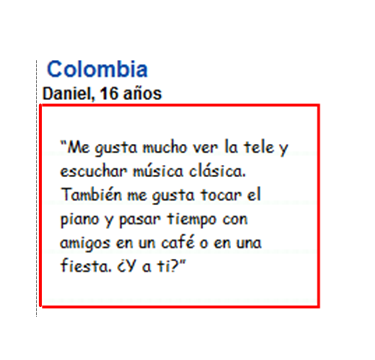 Colombia
Daniel, 16 años
“Me gusta mucho ver la tele y
escuchar música clásica.
También me gusta tocar el
piano y pasar tiempo con
amigos en un café o en una
fiesta. ¿Y a ti?”